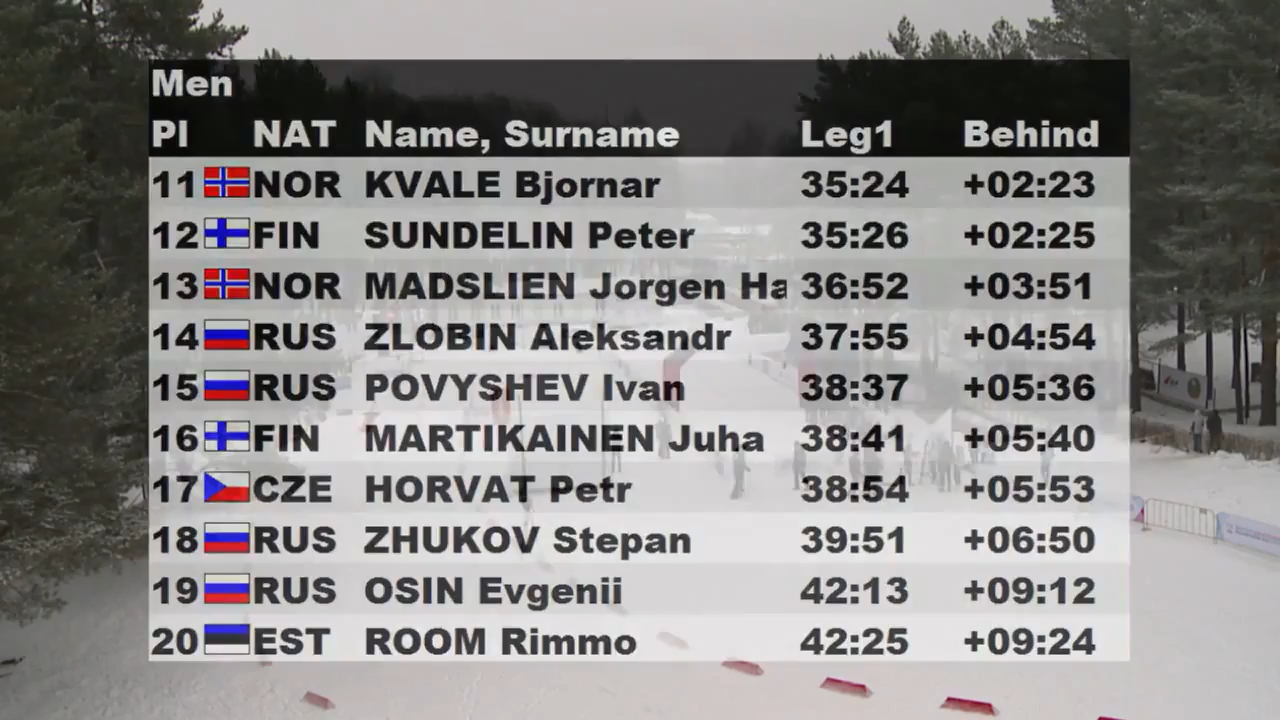 Men
Pl NAT Name, Surname Leg1 Behind
11 NOR KVALE Bjornar 35:24 +02:23
12 FIN SUNDELIN Peter 35:26 +02:25
13 NOR MADSLIEN Jorgen Ha 36:52 +03:51
14 RUS ZLOBIN Aleksandr 37:55 +04:54
15 RUS POVYSHEV Ivan 38:37 +05:36
16 FIN MARTIKAINEN Juha 38:41 +05:40
17 CZE HORVAT Petr 38:54 +05:53
18 RUS ZHUKOV Stepan 39:51 +06:50
19 RUS OSIN Evgenii 42:13 +09:12
20 EST ROOM Rimmo 42:25 +09:24